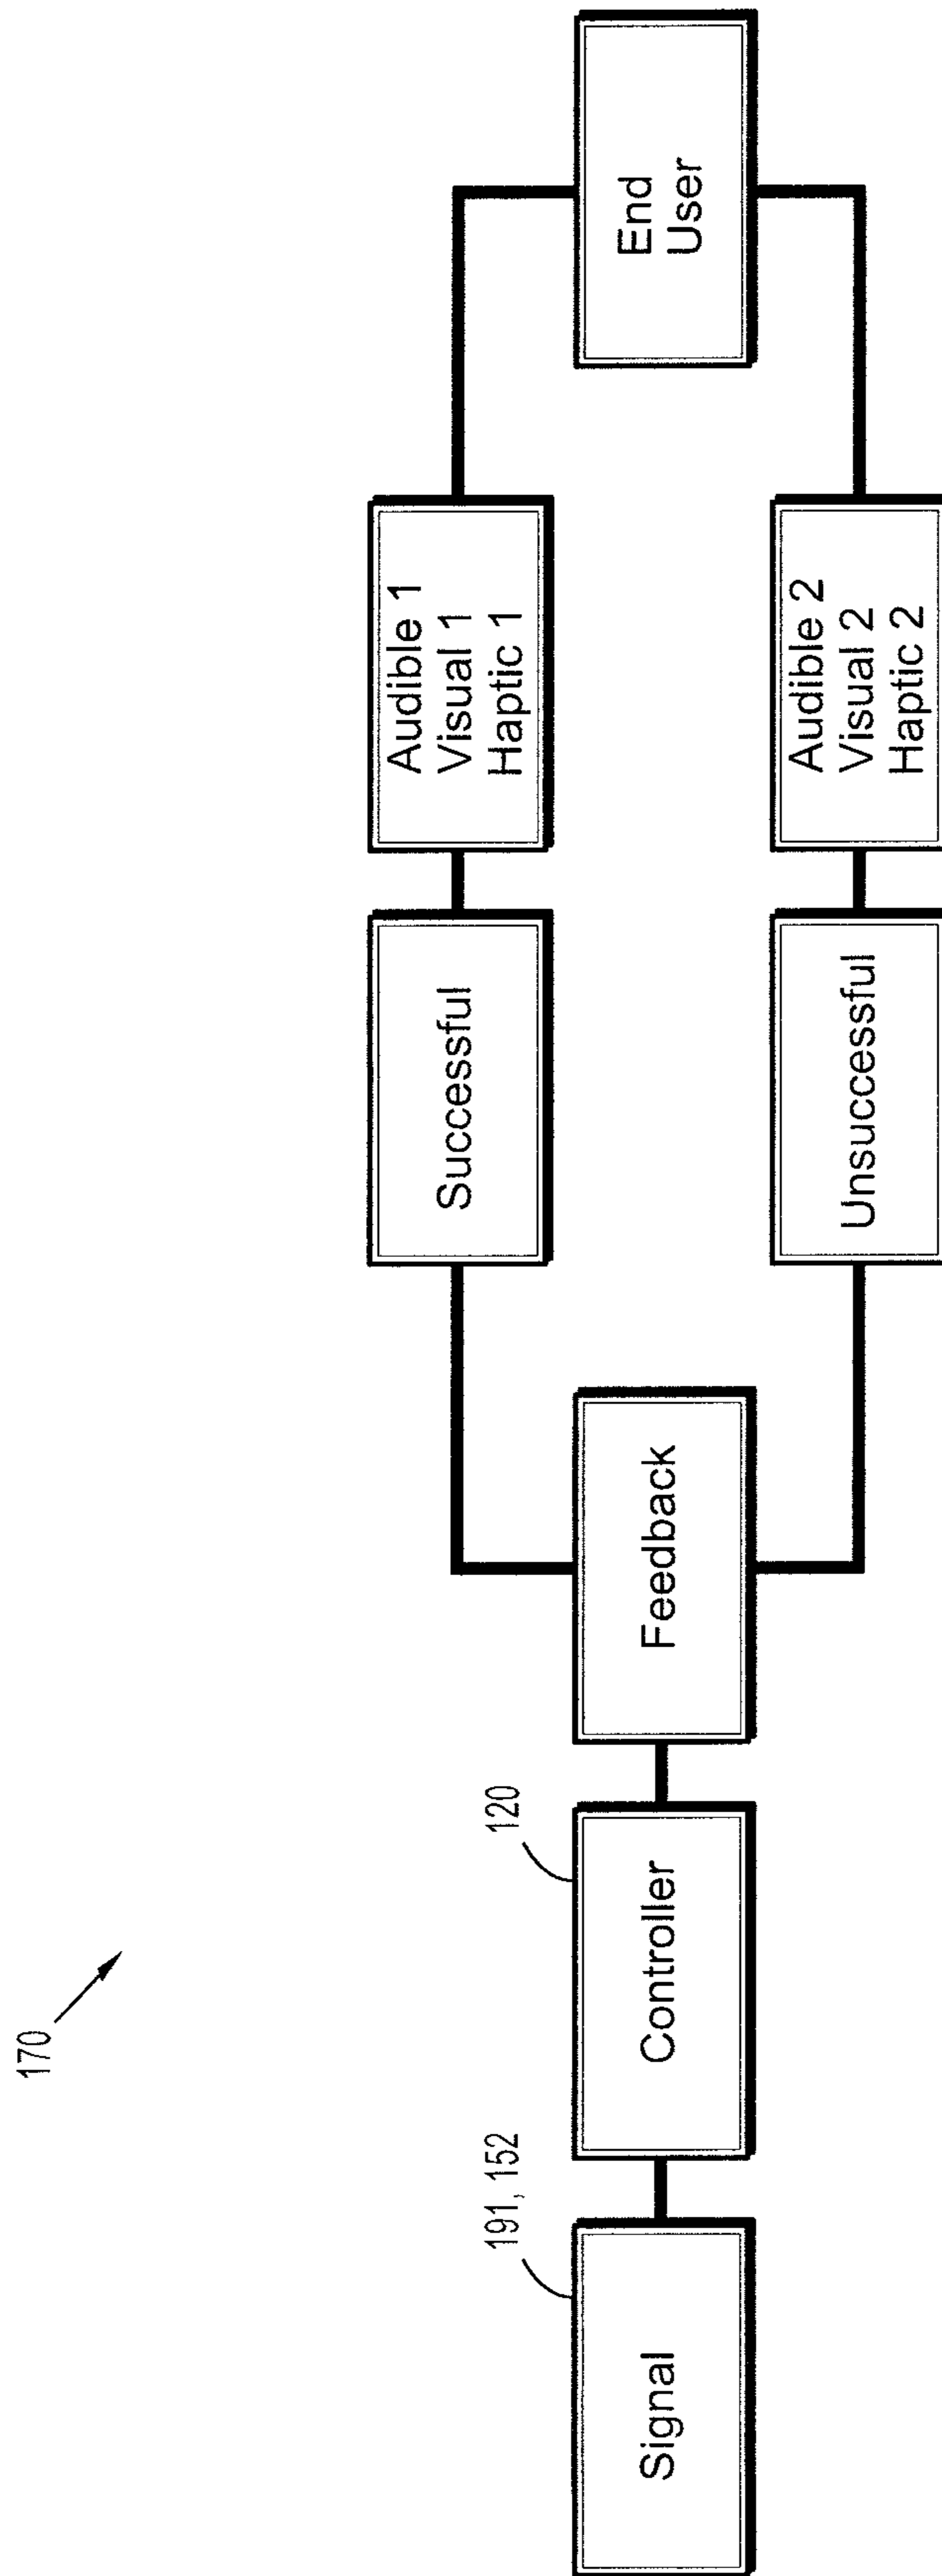 170
191, 152
120
Signal
Controller
Feedback
Successful
Audible 1
Visual 1
Haptic 1
Unsuccessful
Audible 2
Visual 2
Haptic 2
End
User